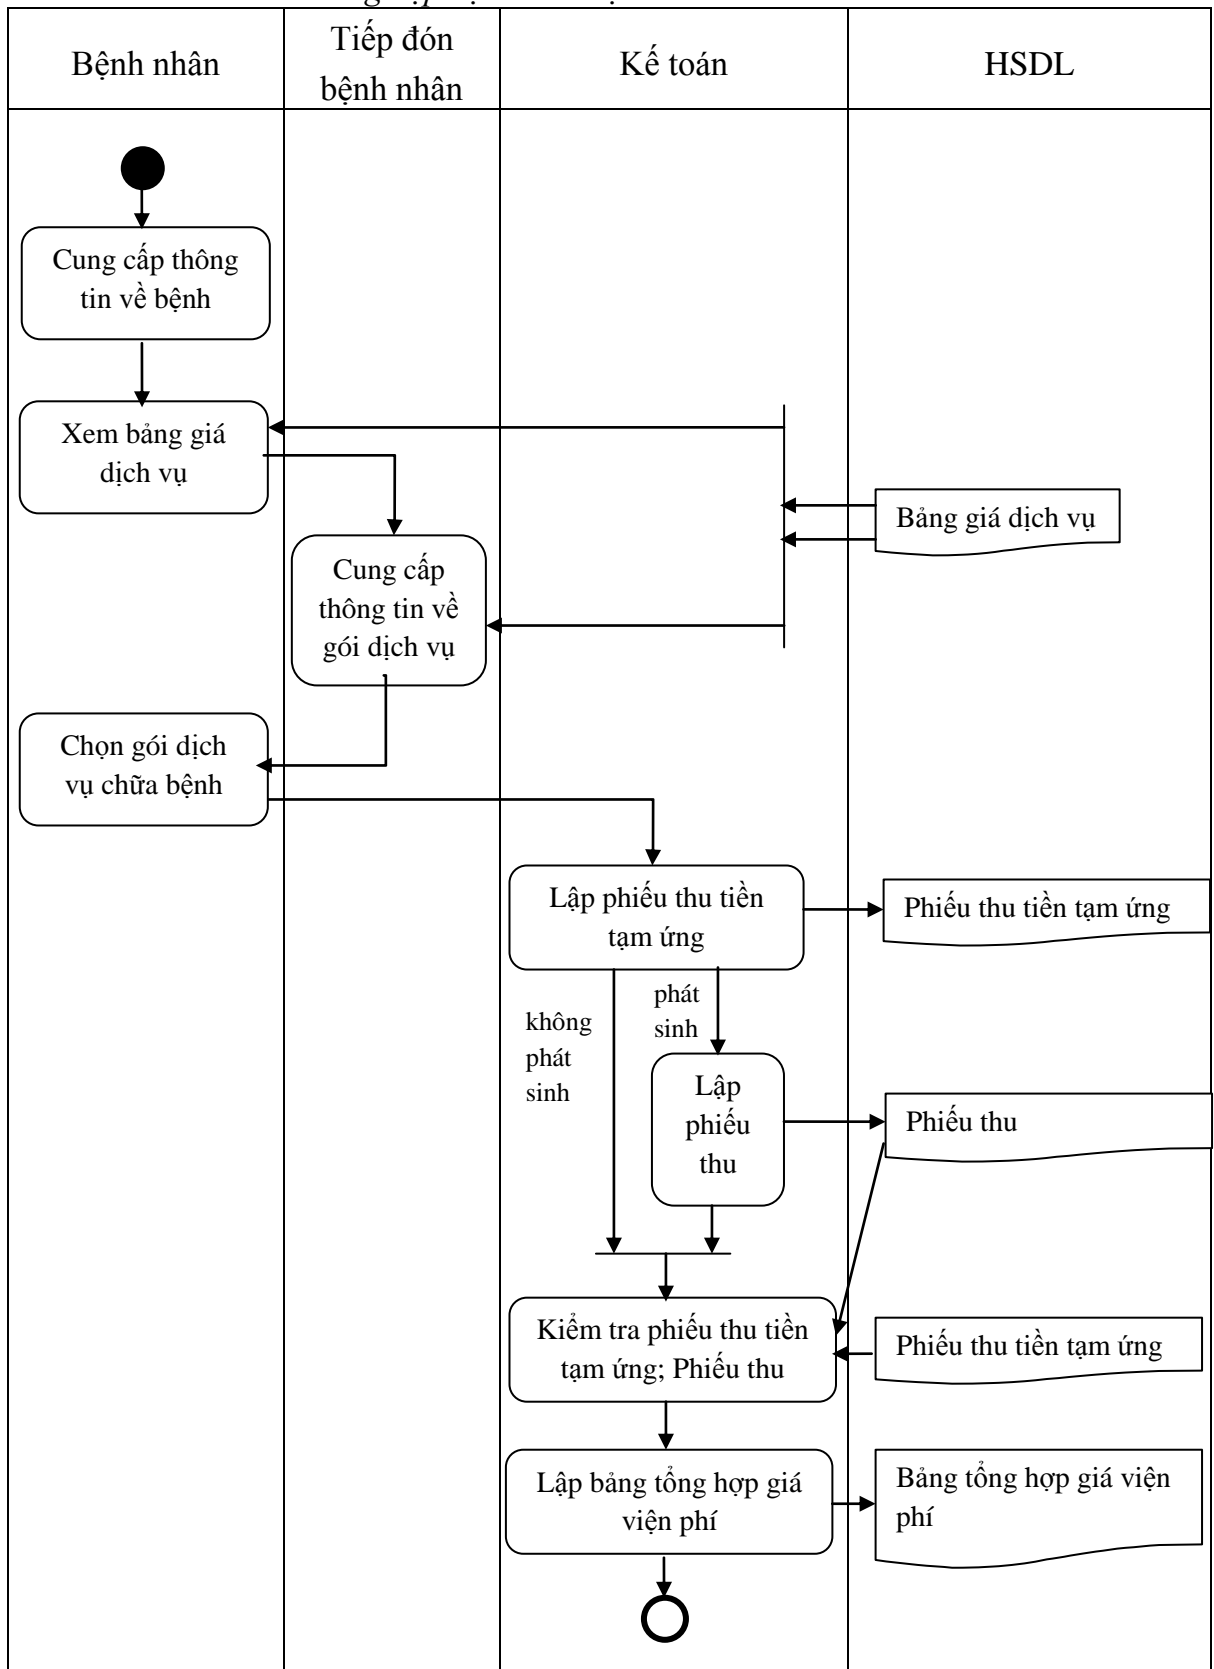 Bệnh nhân
Tiếp đón
bệnh nhân
Kế toán
HSDL
Cung cấp thông
tin về bệnh
Xem bảng giá
dịch vụ
Bảng giá dịch vụ
Cung cấp
thông tin về
gói dịch vụ
Chọn gói dịch
vụ chữa bệnh
Lập phiếu thu tiền
tạm ứng
Phiếu thu tiền tạm ứng
không
phát
sinh
phát
sinh
Lập
phiếu
thu
Phiếu thu
Kiểm tra phiếu thu tiền
tạm ứng; Phiếu thu
Phiếu thu tiền tạm ứng
Lập bảng tổng hợp giá
viện phí
Bảng tổng hợp giá viện
phí